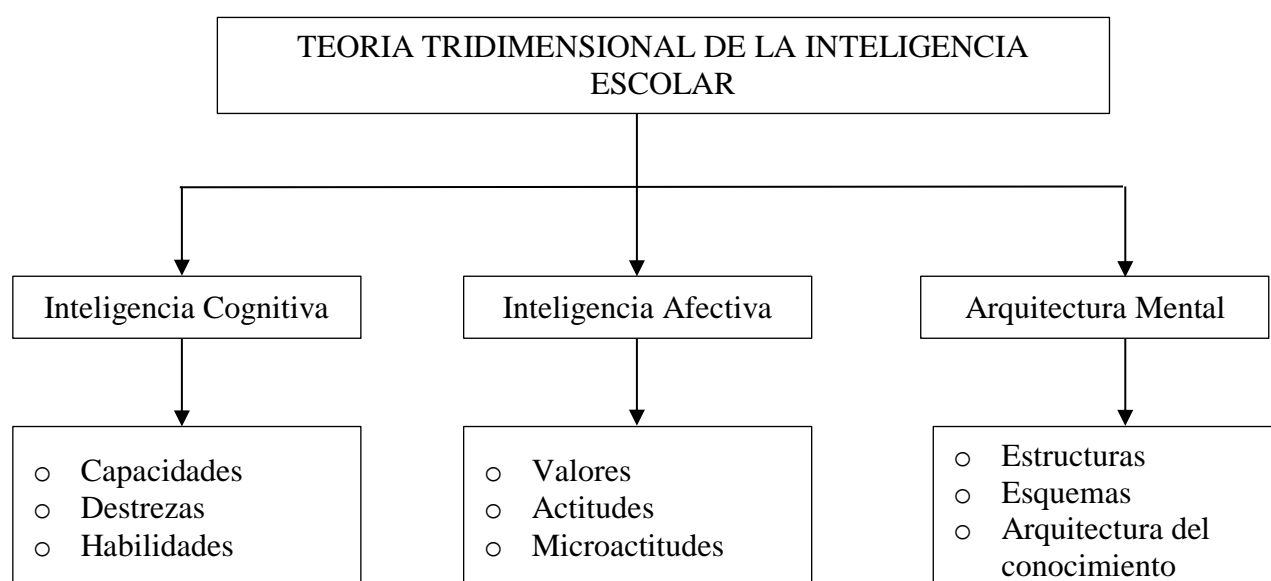 TEORIA TRIDIMENSIONAL DE LA INTELIGENCIA
ESCOLAR
Inteligencia Cognitiva
Inteligencia Afectiva
Arquitectura Mental
o Capacidades
o Destrezas
o Habilidades
o Valores
o Actitudes
o Microactitudes
o Estructuras
o Esquemas
o Arquitectura del
conocimiento